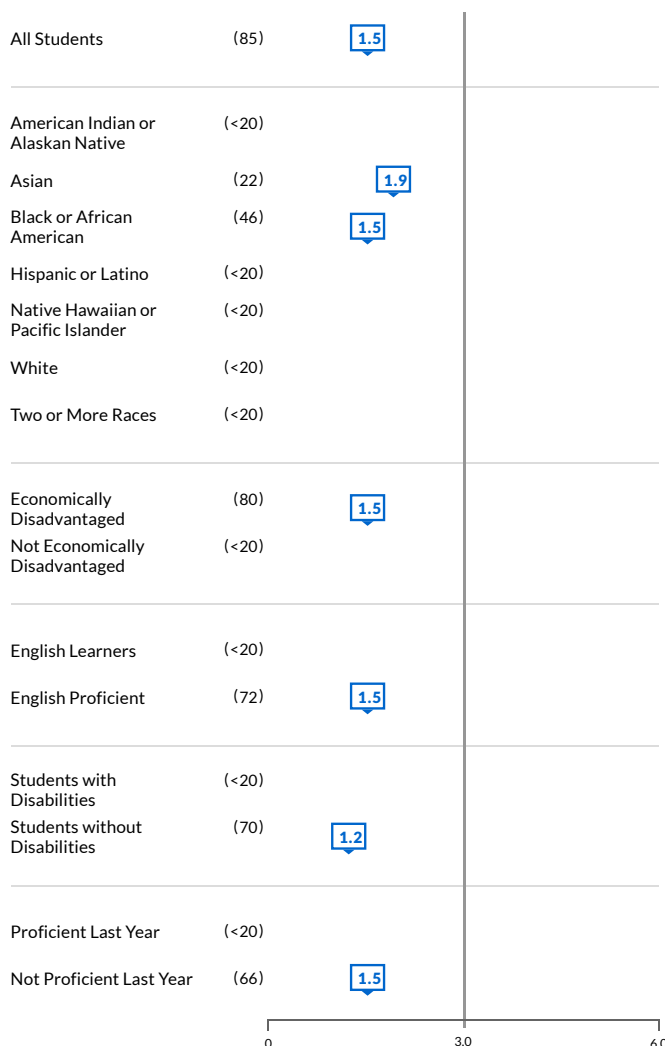 All Students (85) 1.5
American Indian or (<20)
Alaskan Native
Asian (22) 1.9
Black or African (46) 1.5
American
Hispanic or Latino (<20)
Native Hawaiian or (<20)
Pacific Islander
White (<20)
Two or More Races (<20)
Economically (80) 1.5
Disadvantaged
Not Economically (<20)
Disadvantaged
English Learners (<20)
English Proficient (72) 1.5
Students with (<20)
Disabilities
Students without (70) 1.2
Disabilities
Proficient Last Year (<20)
Not Proficient Last Year (66) 1.5
0 3.0 6.0